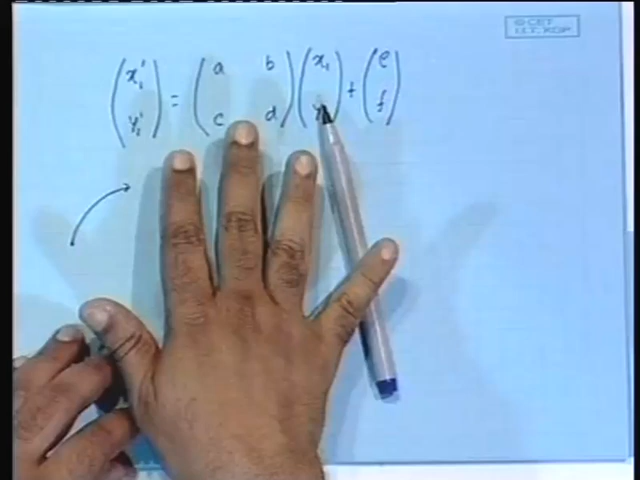 © CET
I.I.T. KGP
x₁' = a b x₁ + e
y₁' c d y₁ f